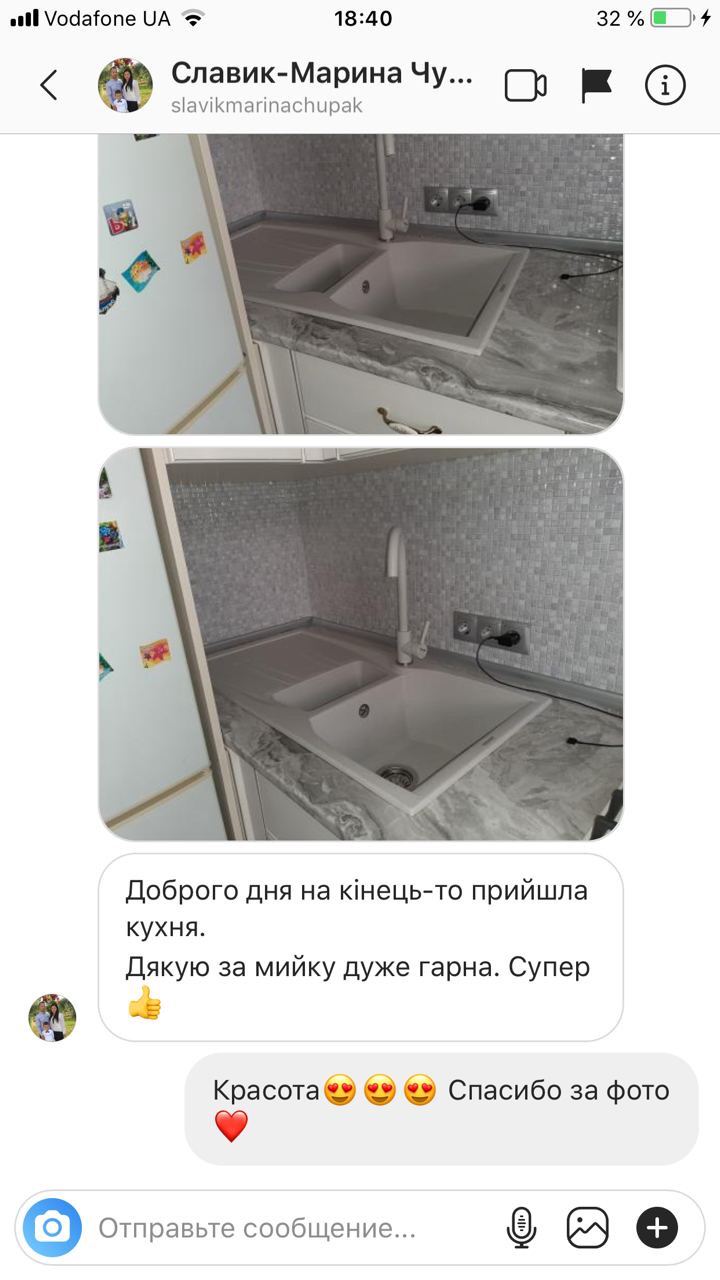 Vodafone UA
18:40
32 %
Славик-Марина Чу...
slavikmarinachupak
Доброго дня на кінець-то прийшла
кухня.
Дякую за мийку дуже гарна. Супер
👍
Красота😍😍😍 Спасибо за фото
❤️
Отправьте сообщение...